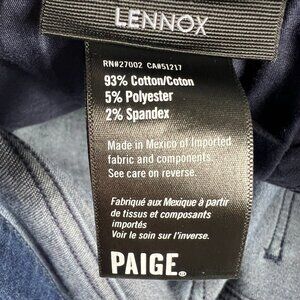 LENNOX
RN#27002 CA#51217
93% Cotton/Coton
5% Polyester
2% Spandex
Made in Mexico of Imported
fabric and components.
See care on reverse.
Fabriqué aux Mexique à partir
de tissus et composants
importés
Voir le soin sur l'inverse.
PAIGE®